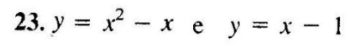 23. y = x² − x e y = x − 1